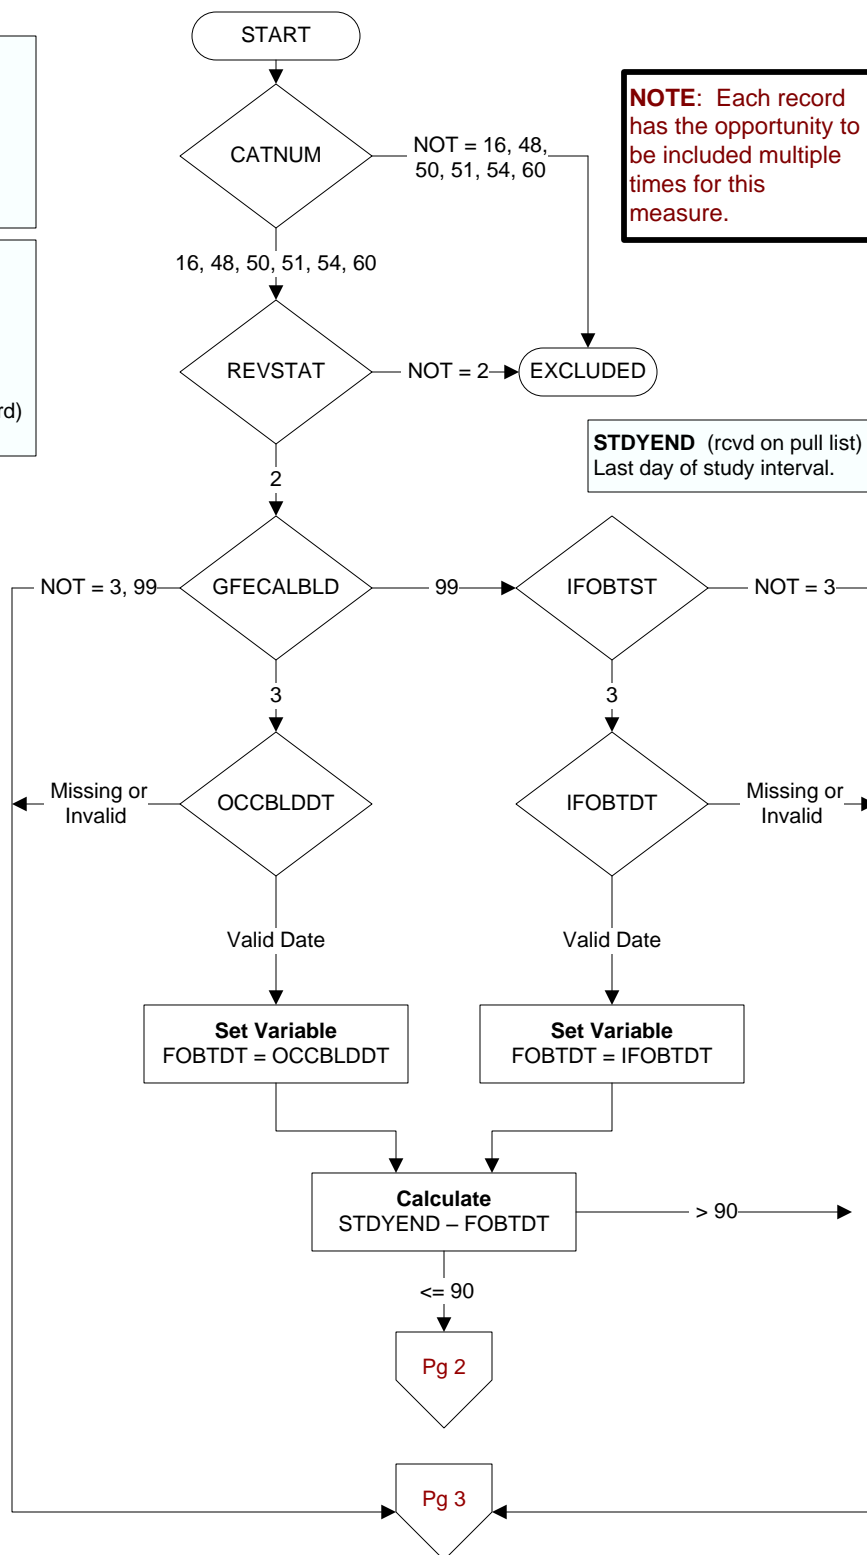 START
CATNUM
NOT = 16, 48,
50, 51, 54, 60
NOTE: Each record
has the opportunity to
be included multiple
times for this
measure.
16, 48, 50, 51, 54, 60
REVSTAT
NOT = 2
EXCLUDED
rd)
STDYEND (rcvd on pull list)
Last day of study interval.
2
NOT = 3, 99
GFECALBLD
99
IFOBTST
NOT = 3
3
3
Missing or
Invalid
OCCBLDDT
IFOBTDT
Missing or
Invalid
Valid Date
Valid Date
Set Variable
FOBTDT = OCCBLDDT
Set Variable
FOBTDT = IFOBTDT
Calculate
STDYEND – FOBTDT
> 90
<= 90
Pg 2
Pg 3